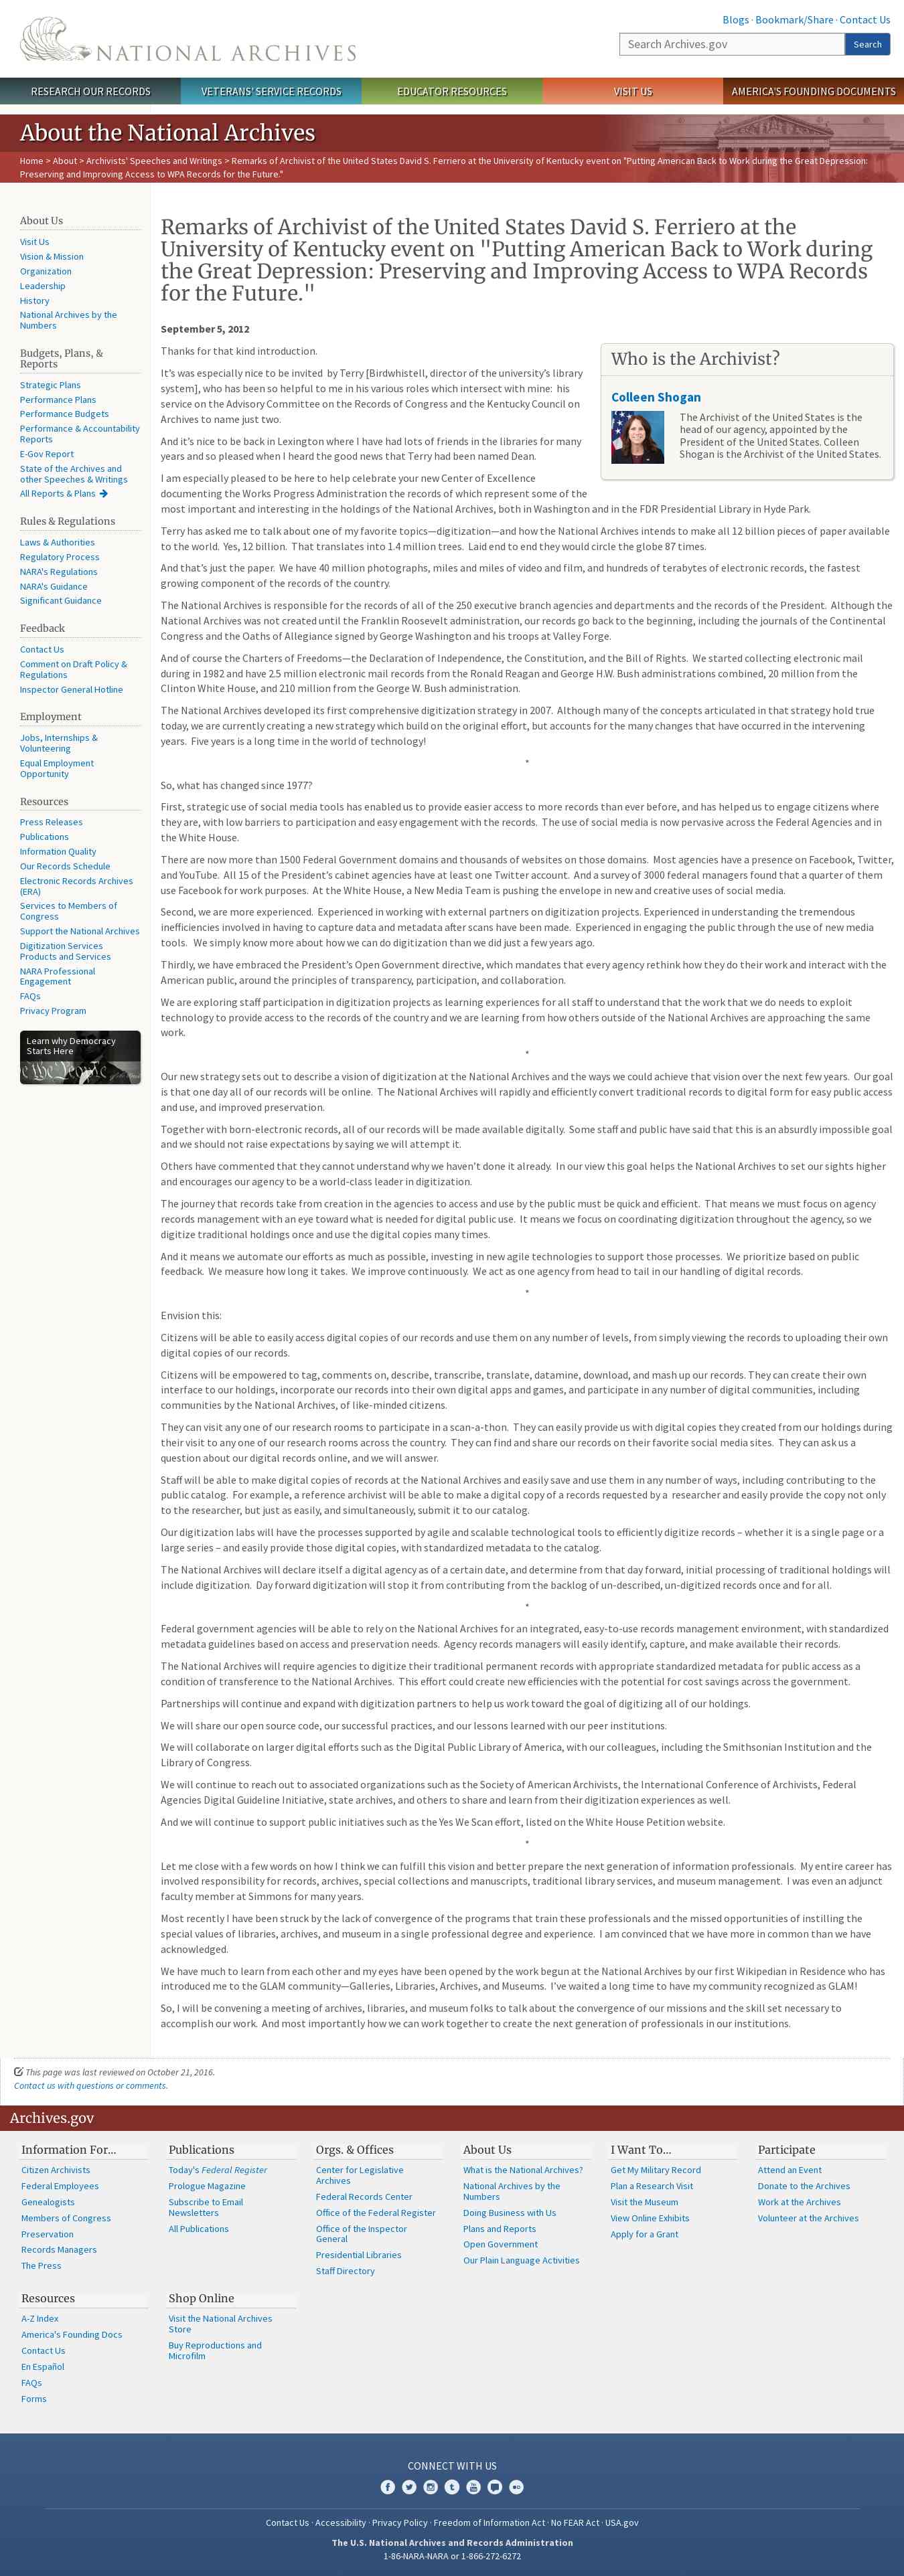 Blogs · Bookmark/Share · Contact Us
NATIONAL ARCHIVES
Search Archives.gov
Search
RESEARCH OUR RECORDS
VETERANS' SERVICE RECORDS
EDUCATOR RESOURCES
VISIT US
AMERICA'S FOUNDING DOCUMENTS
About the National Archives
Home > About > Archivists' Speeches and Writings > Remarks of Archivist of the United States David S. Ferriero at the University of Kentucky event on "Putting American Back to Work during the Great Depression:
Preserving and Improving Access to WPA Records for the Future."
About Us
Visit Us
Vision & Mission
Organization
Leadership
History
National Archives by the
Numbers
Budgets, Plans, &
Reports
Strategic Plans
Performance Plans
Performance Budgets
Performance & Accountability
Reports
E-Gov Report
State of the Archives and
other Speeches & Writings
All Reports & Plans
Rules & Regulations
Laws & Authorities
Regulatory Process
NARA's Regulations
NARA's Guidance
Significant Guidance
Feedback
Contact Us
Comment on Draft Policy &
Regulations
Inspector General Hotline
Employment
Jobs, Internships &
Volunteering
Equal Employment
Opportunity
Resources
Press Releases
Publications
Information Quality
Our Records Schedule
Electronic Records Archives
(ERA)
Services to Members of
Congress
Support the National Archives
Digitization Services
Products and Services
NARA Professional
Engagement
FAQs
Privacy Program
Learn why Democracy
Starts Here
Remarks of Archivist of the United States David S. Ferriero at the
University of Kentucky event on "Putting American Back to Work during
the Great Depression: Preserving and Improving Access to WPA Records
for the Future."
September 5, 2012
Who is the Archivist?
Colleen Shogan
The Archivist of the United States is the
head of our agency, appointed by the
President of the United States. Colleen
Shogan is the Archivist of the United States.
Thanks for that kind introduction.
It’s was especially nice to be invited by Terry [Birdwhistell, director of the university’s library
system], who has been so helpful to me in his various roles which intersect with mine: his
service on the Advisory Committee on the Records of Congress and the Kentucky Council on
Archives to name just two.
And it’s nice to be back in Lexington where I have had lots of friends in the libraries for many
years and so pleased when I heard the good news that Terry had been named Dean.
I am especially pleased to be here to celebrate your new Center of Excellence
documenting the Works Progress Administration the records of which represent some of the
most important and interesting in the holdings of the National Archives, both in Washington and in the FDR Presidential Library in Hyde Park.
Terry has asked me to talk about one of my favorite topics—digitization—and how the National Archives intends to make all 12 billion pieces of paper available
to the world. Yes, 12 billion. That translates into 1.4 million trees. Laid end to end they would circle the globe 87 times.
And that’s just the paper. We have 40 million photographs, miles and miles of video and film, and hundreds of terabytes of electronic records, the fastest
growing component of the records of the country.
The National Archives is responsible for the records of all of the 250 executive branch agencies and departments and the records of the President. Although the
National Archives was not created until the Franklin Roosevelt administration, our records go back to the beginning, including the journals of the Continental
Congress and the Oaths of Allegiance signed by George Washington and his troops at Valley Forge.
And of course the Charters of Freedoms—the Declaration of Independence, the Constitution, and the Bill of Rights. We started collecting electronic mail
during in 1982 and have 2.5 million electronic mail records from the Ronald Reagan and George H.W. Bush administrations combined, 20 million from the
Clinton White House, and 210 million from the George W. Bush administration.
The National Archives developed its first comprehensive digitization strategy in 2007. Although many of the concepts articulated in that strategy hold true
today, we are currently creating a new strategy which build on the original effort, but accounts for the many changes that have occurred in the intervening
years. Five years is a long time in the world of technology!
*
So, what has changed since 1977?
First, strategic use of social media tools has enabled us to provide easier access to more records than ever before, and has helped us to engage citizens where
they are, with low barriers to participation and easy engagement with the records. The use of social media is now pervasive across the Federal Agencies and in
the White House.
There are now more than 1500 Federal Government domains and thousands of websites on those domains. Most agencies have a presence on Facebook, Twitter,
and YouTube. All 15 of the President’s cabinet agencies have at least one Twitter account. And a survey of 3000 federal managers found that a quarter of them
use Facebook for work purposes. At the White House, a New Media Team is pushing the envelope in new and creative uses of social media.
Second, we are more experienced. Experienced in working with external partners on digitization projects. Experienced in understanding the tremendous
inefficiencies involved in having to capture data and metadata after scans have been made. Experienced in engaging the public through the use of social media
tools. We simply know more about how we can do digitization than we did just a few years ago.
Thirdly, we have embraced the President’s Open Government directive, which mandates that every agency rethink how they do their work and interact with the
American public, around the principles of transparency, participation, and collaboration.
We are exploring staff participation in digitization projects as learning experiences for all staff to understand that the work that we do needs to exploit
technology to provide access to the records of the country and we are learning from how others outside of the National Archives are approaching the same
work.
*
Our new strategy sets out to describe a vision of digitization at the National Archives and the ways we could achieve that vision over the next few years. Our goal
is that one day all of our records will be online. The National Archives will rapidly and efficiently convert traditional records to digital form for easy public access
and use, and improved preservation.
Together with born-electronic records, all of our records will be made available digitally. Some staff and public have said that this is an absurdly impossible goal
and we should not raise expectations by saying we will attempt it.
Others have commented that they cannot understand why we haven’t done it already. In our view this goal helps the National Archives to set our sights higher
and encourages our agency to be a world-class leader in digitization.
The journey that records take from creation in the agencies to access and use by the public must be quick and efficient. That means we must focus on agency
records management with an eye toward what is needed for digital public use. It means we focus on coordinating digitization throughout the agency, so we
digitize traditional holdings once and use the digital copies many times.
And it means we automate our efforts as much as possible, investing in new agile technologies to support those processes. We prioritize based on public
feedback. We measure how long it takes. We improve continuously. We act as one agency from head to tail in our handling of digital records.
*
Envision this:
Citizens will be able to easily access digital copies of our records and use them on any number of levels, from simply viewing the records to uploading their own
digital copies of our records.
Citizens will be empowered to tag, comments on, describe, transcribe, translate, datamine, download, and mash up our records. They can create their own
interface to our holdings, incorporate our records into their own digital apps and games, and participate in any number of digital communities, including
communities by the National Archives, of like-minded citizens.
They can visit any one of our research rooms to participate in a scan-a-thon. They can easily provide us with digital copies they created from our holdings during
their visit to any one of our research rooms across the country. They can find and share our records on their favorite social media sites. They can ask us a
question about our digital records online, and we will answer.
Staff will be able to make digital copies of records at the National Archives and easily save and use them in any number of ways, including contributing to the
public catalog. For example, a reference archivist will be able to make a digital copy of a records requested by a researcher and easily provide the copy not only
to the researcher, but just as easily, and simultaneously, submit it to our catalog.
Our digitization labs will have the processes supported by agile and scalable technological tools to efficiently digitize records – whether it is a single page or a
large series – and easily provide those digital copies, with standardized metadata to the catalog.
The National Archives will declare itself a digital agency as of a certain date, and determine from that day forward, initial processing of traditional holdings will
include digitization. Day forward digitization will stop it from contributing from the backlog of un-described, un-digitized records once and for all.
*
Federal government agencies will be able to rely on the National Archives for an integrated, easy-to-use records management environment, with standardized
metadata guidelines based on access and preservation needs. Agency records managers will easily identify, capture, and make available their records.
The National Archives will require agencies to digitize their traditional permanent records with appropriate standardized metadata for public access as a
condition of transference to the National Archives. This effort could create new efficiencies with the potential for cost savings across the government.
Partnerships will continue and expand with digitization partners to help us work toward the goal of digitizing all of our holdings.
We will share our open source code, our successful practices, and our lessons learned with our peer institutions.
We will collaborate on larger digital efforts such as the Digital Public Library of America, with our colleagues, including the Smithsonian Institution and the
Library of Congress.
We will continue to reach out to associated organizations such as the Society of American Archivists, the International Conference of Archivists, Federal
Agencies Digital Guideline Initiative, state archives, and others to share and learn from their digitization experiences as well.
And we will continue to support public initiatives such as the Yes We Scan effort, listed on the White House Petition website.
*
Let me close with a few words on how I think we can fulfill this vision and better prepare the next generation of information professionals. My entire career has
involved responsibility for records, archives, special collections and manuscripts, traditional library services, and museum management. I was even an adjunct
faculty member at Simmons for many years.
Most recently I have been struck by the lack of convergence of the programs that train these professionals and the missed opportunities of instilling the
special values of libraries, archives, and museum in a single professional degree and experience. I am convinced that we have more in common than we have
acknowledged.
We have much to learn from each other and my eyes have been opened by the work begun at the National Archives by our first Wikipedian in Residence who has
introduced me to the GLAM community—Galleries, Libraries, Archives, and Museums. I’ve waited a long time to have my community recognized as GLAM!
So, I will be convening a meeting of archives, libraries, and museum folks to talk about the convergence of our missions and the skill set necessary to
accomplish our work. And most importantly how we can work together to create the next generation of professionals in our institutions.
This page was last reviewed on October 21, 2016.
Contact us with questions or comments.
Archives.gov
Information For…
Citizen Archivists
Federal Employees
Genealogists
Members of Congress
Preservation
Records Managers
The Press
Publications
Today's Federal Register
Prologue Magazine
Subscribe to Email
Newsletters
All Publications
Orgs. & Offices
Center for Legislative
Archives
Federal Records Center
Office of the Federal Register
Office of the Inspector
General
Presidential Libraries
Staff Directory
About Us
What is the National Archives?
National Archives by the
Numbers
Doing Business with Us
Plans and Reports
Open Government
Our Plain Language Activities
I Want To…
Get My Military Record
Plan a Research Visit
Visit the Museum
View Online Exhibits
Apply for a Grant
Participate
Attend an Event
Donate to the Archives
Work at the Archives
Volunteer at the Archives
Resources
A-Z Index
America's Founding Docs
Contact Us
En Español
FAQs
Forms
Shop Online
Visit the National Archives
Store
Buy Reproductions and
Microfilm
CONNECT WITH US
Contact Us · Accessibility · Privacy Policy · Freedom of Information Act · No FEAR Act · USA.gov
The U.S. National Archives and Records Administration
1-86-NARA-NARA or 1-866-272-6272